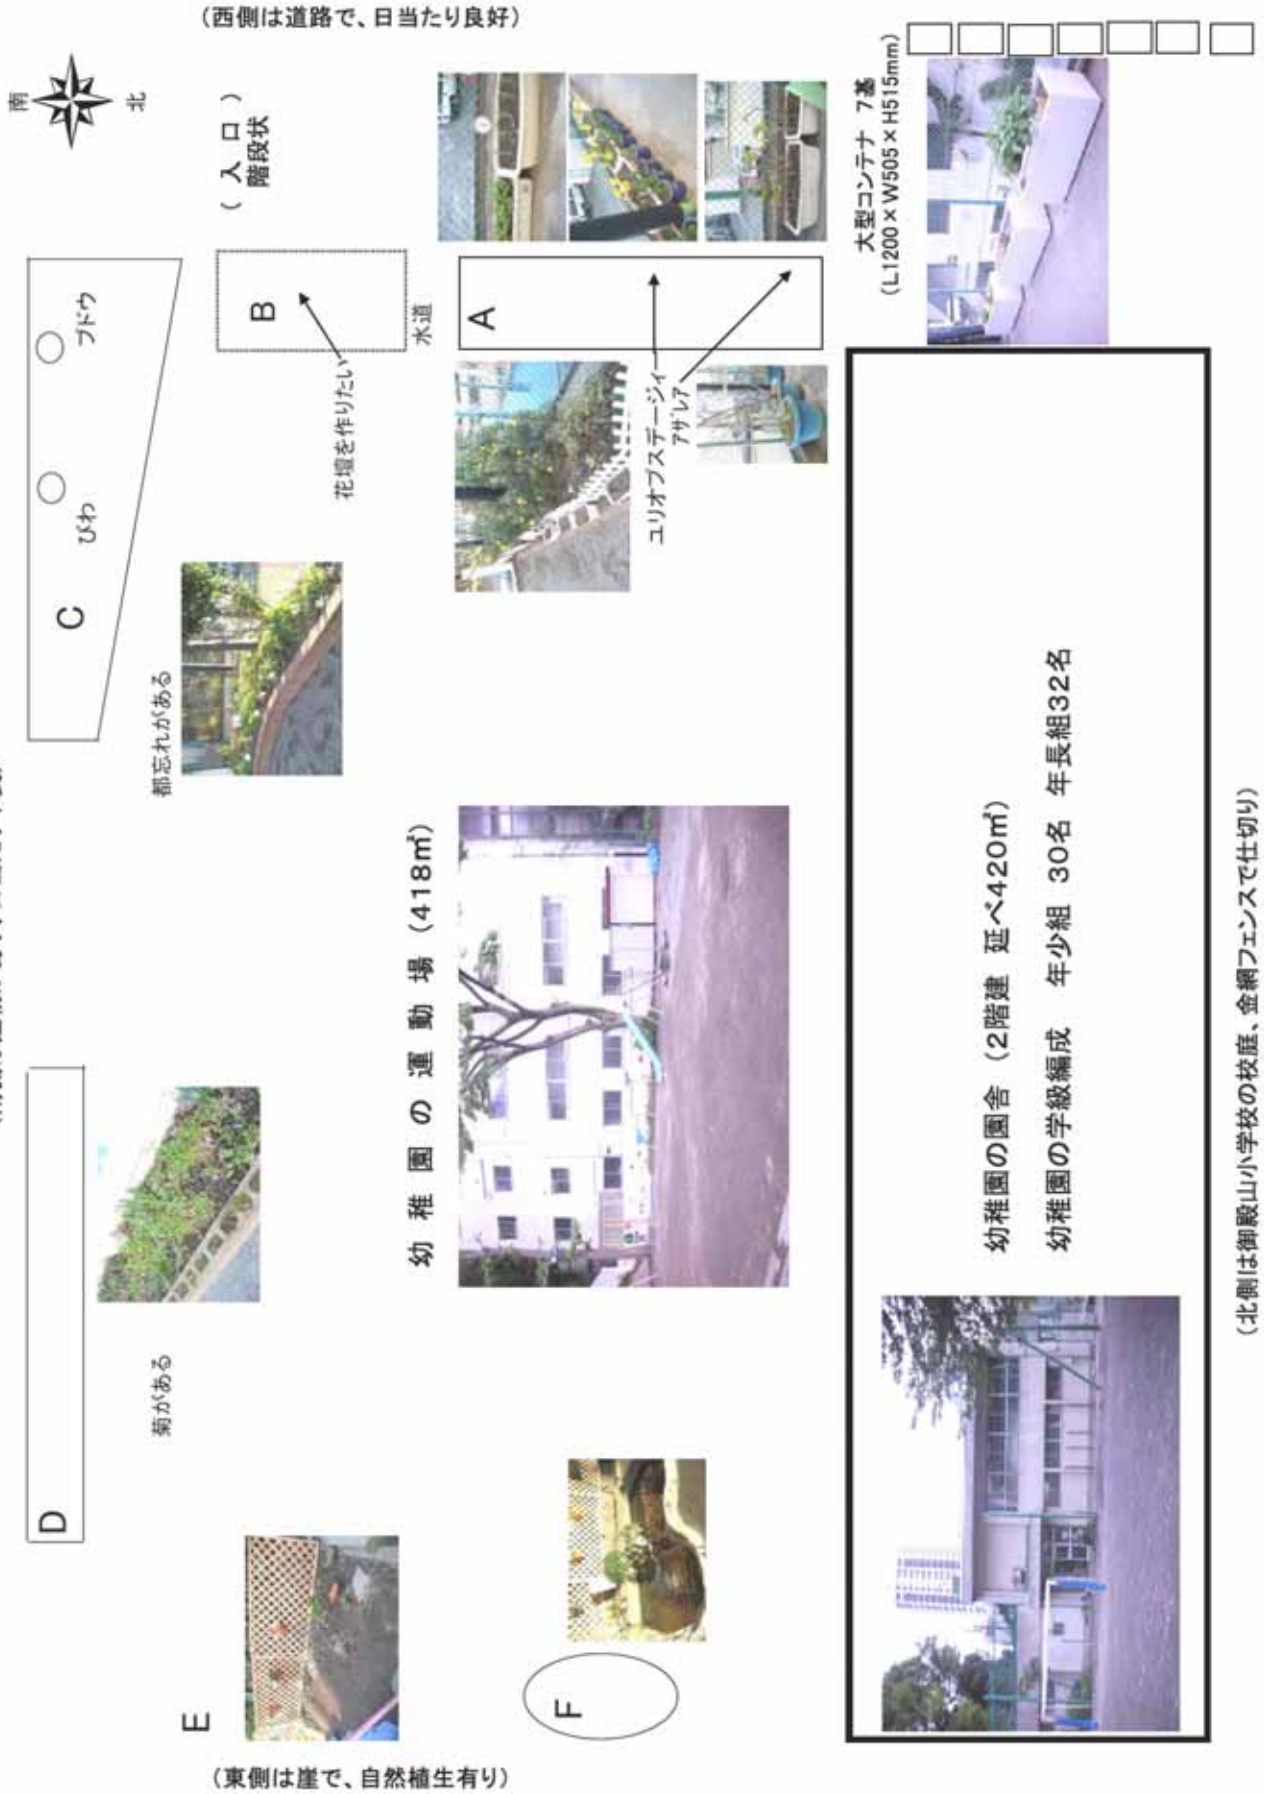 (西側は道路で、日当たり良好)
南
北
(入口)
階段状
大型コンテナ 7基
(L1200×W505×H515mm)
ブドウ
びわ
C
B
花壇を作りたい
水道
A
ユリオプスデージィ
アザレア
都忘れがある
幼稚園の運動場(418㎡)
D
菊がある
E
F
幼稚園の園舎(2階建 延べ420㎡)
幼稚園の学級編成 年少組 30名 年長組32名
(東側は崖で、自然植生有り)
(北側は御殿山小学校の校庭、金網フェンスで仕切り)